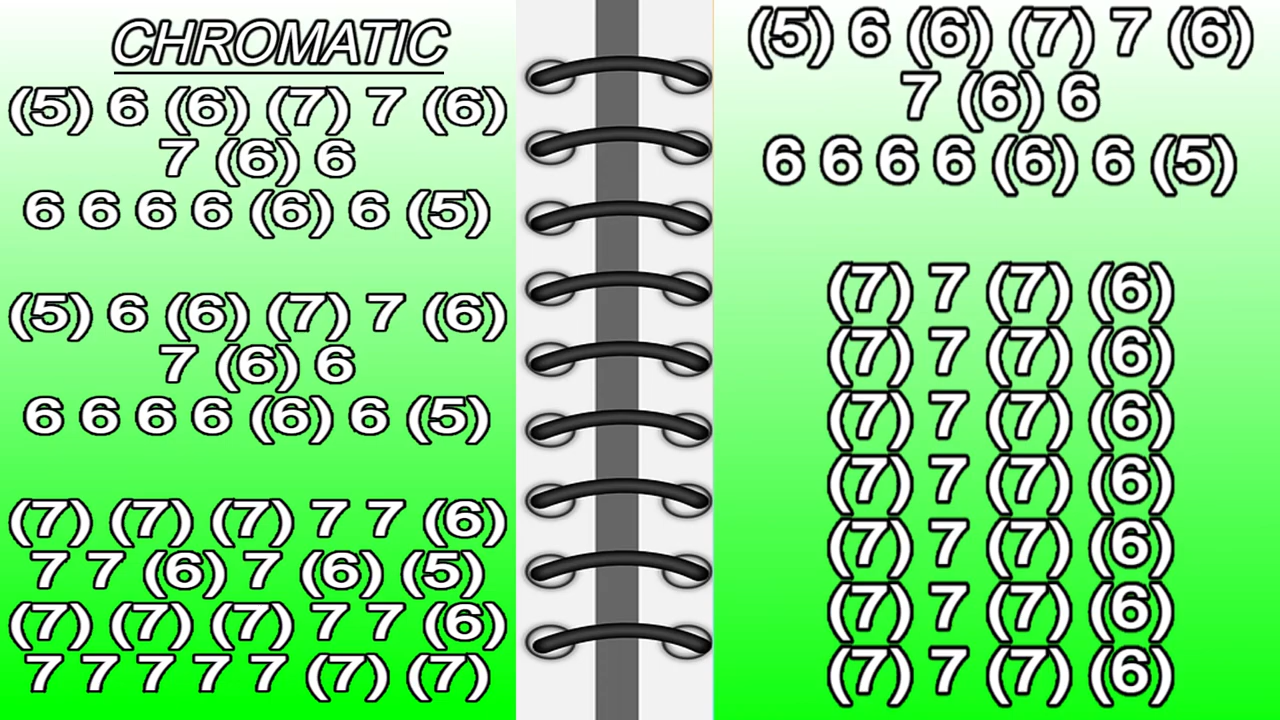 CHROMATIC
(5) 6 (6) (7) 7 (6)
7 (6) 6
6 6 6 6 (6) 6 (5)
(5) 6 (6) (7) 7 (6)
7 (6) 6
6 6 6 6 (6) 6 (5)
(7) (7) (7) 7 7 (6)
7 7 (6) 7 (6) (5)
(7) (7) (7) 7 7 (6)
7 7 7 7 7 (7) (7)
(5) 6 (6) (7) 7 (6)
7 (6) 6
6 6 6 6 (6) 6 (5)
(7) 7 (7) (6)
(7) 7 (7) (6)
(7) 7 (7) (6)
(7) 7 (7) (6)
(7) 7 (7) (6)
(7) 7 (7) (6)
(7) 7 (7) (6)